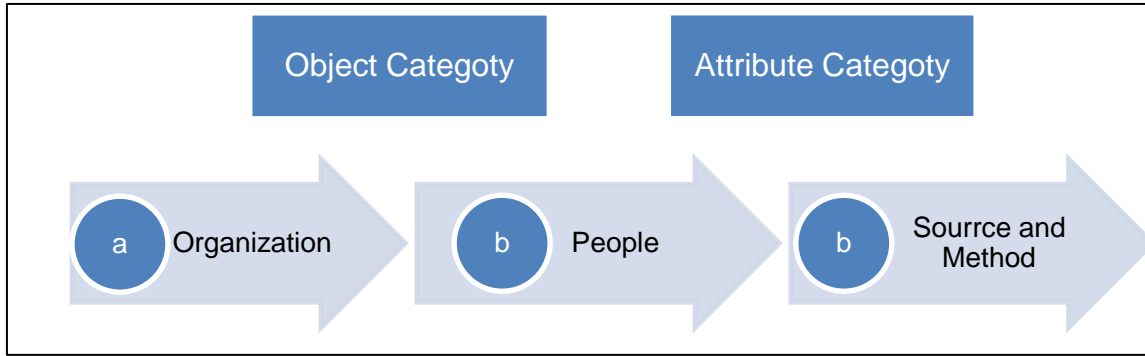 Object Categoty
Attribute Categoty
a
Organization
b
People
b
Sourrce and
Method